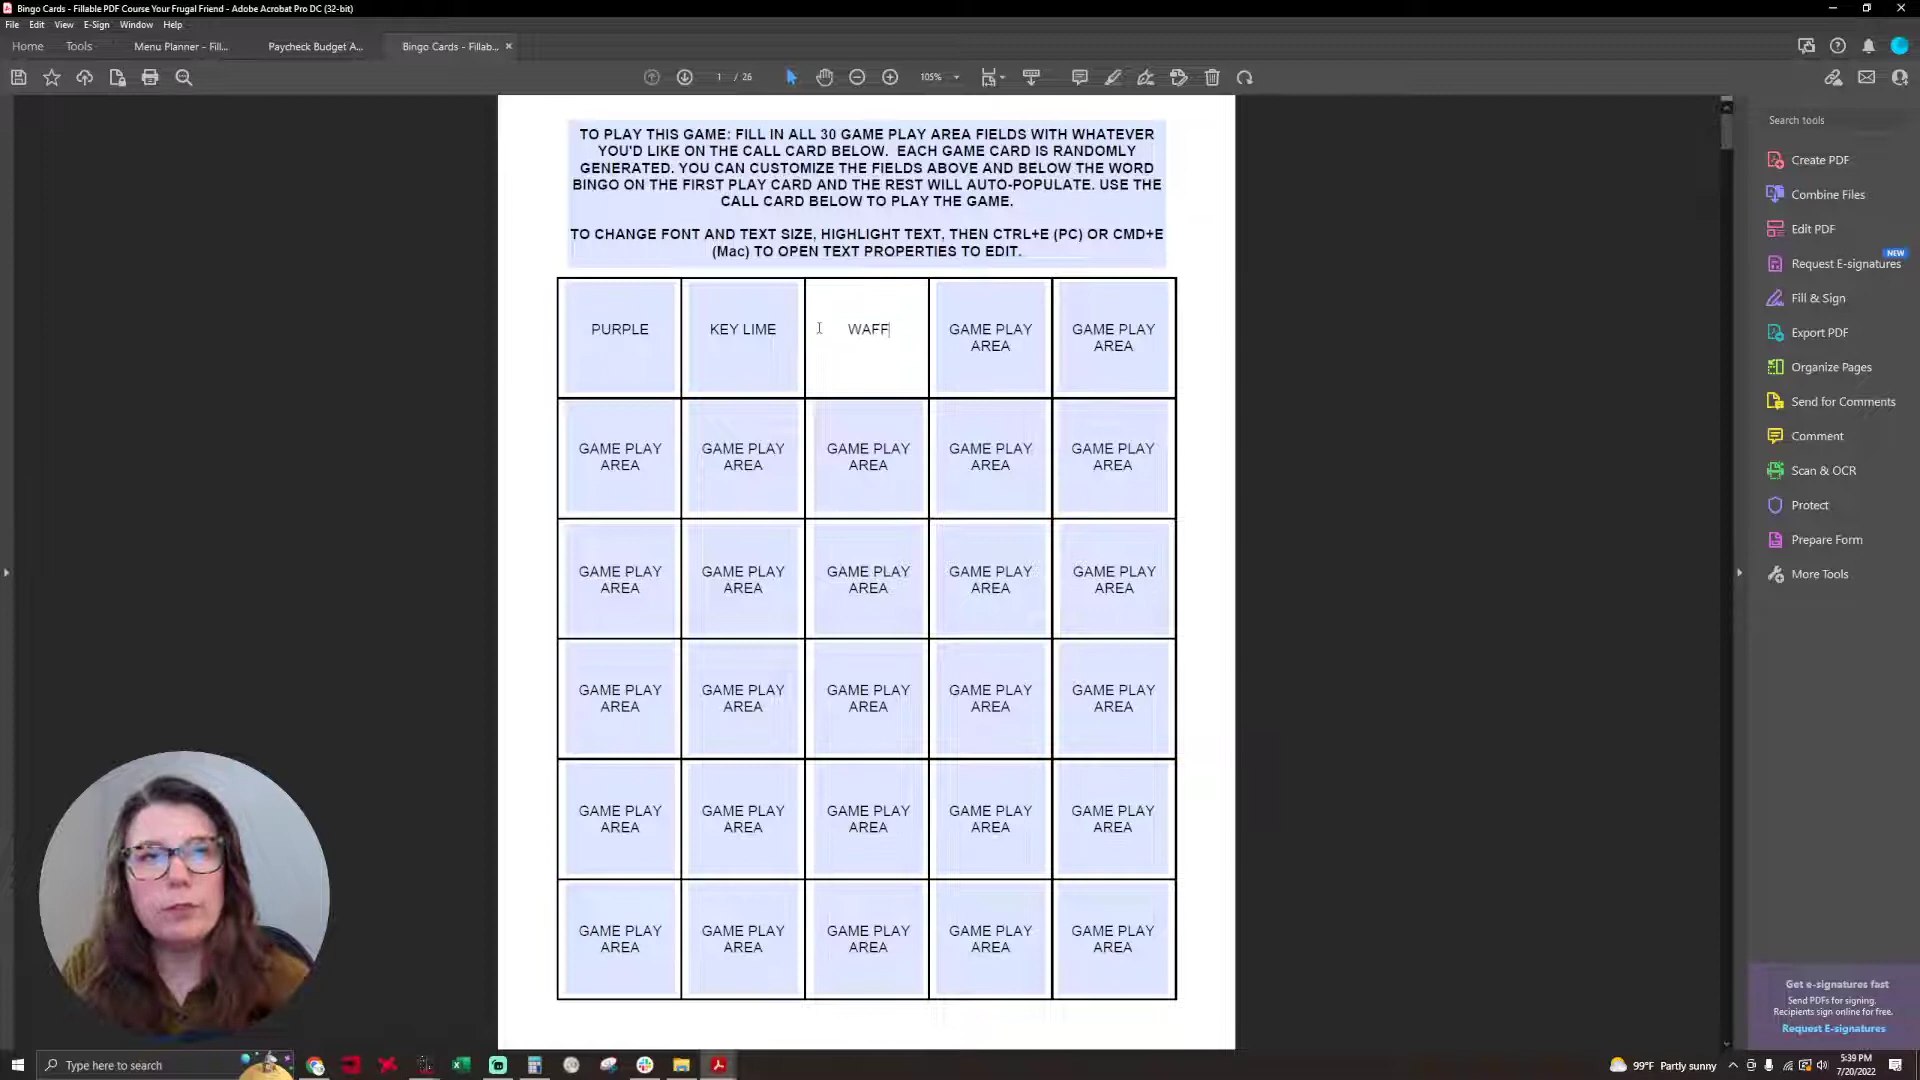 Bingo Cards - Fillable PDF Course Your Frugal Friend - Adobe Acrobat Pro DC (32-bit)
File Edit View E-Sign Window Help
Home Tools Menu Planner - Fill... Paycheck Budget A... Bingo Cards - Fillab... ×
1 / 26 105%
TO PLAY THIS GAME: FILL IN ALL 30 GAME PLAY AREA FIELDS WITH WHATEVER
YOU'D LIKE ON THE CALL CARD BELOW. EACH GAME CARD IS RANDOMLY
GENERATED. YOU CAN CUSTOMIZE THE FIELDS ABOVE AND BELOW THE WORD
BINGO ON THE FIRST PLAY CARD AND THE REST WILL AUTO-POPULATE. USE THE
CALL CARD BELOW TO PLAY THE GAME.
TO CHANGE FONT AND TEXT SIZE, HIGHLIGHT TEXT, THEN CTRL+E (PC) OR CMD+E
(Mac) TO OPEN TEXT PROPERTIES TO EDIT.
PURPLE KEY LIME WAFF GAME PLAY GAME PLAY
AREA AREA
GAME PLAY GAME PLAY GAME PLAY GAME PLAY GAME PLAY
AREA AREA AREA AREA AREA
GAME PLAY GAME PLAY GAME PLAY GAME PLAY GAME PLAY
AREA AREA AREA AREA AREA
GAME PLAY GAME PLAY GAME PLAY GAME PLAY GAME PLAY
AREA AREA AREA AREA AREA
GAME PLAY GAME PLAY GAME PLAY GAME PLAY GAME PLAY
AREA AREA AREA AREA AREA
GAME PLAY GAME PLAY GAME PLAY GAME PLAY GAME PLAY
AREA AREA AREA AREA AREA
Search tools
Create PDF
Combine Files
Edit PDF
NEW
Request E-signatures
Fill & Sign
Export PDF
Organize Pages
Send for Comments
Comment
Scan & OCR
Protect
Prepare Form
More Tools
Get e-signatures fast
Send PDFs for signing.
Recipients sign online for free.
Request E-signatures
Type here to search
99°F Partly sunny
5:39 PM
7/20/2022